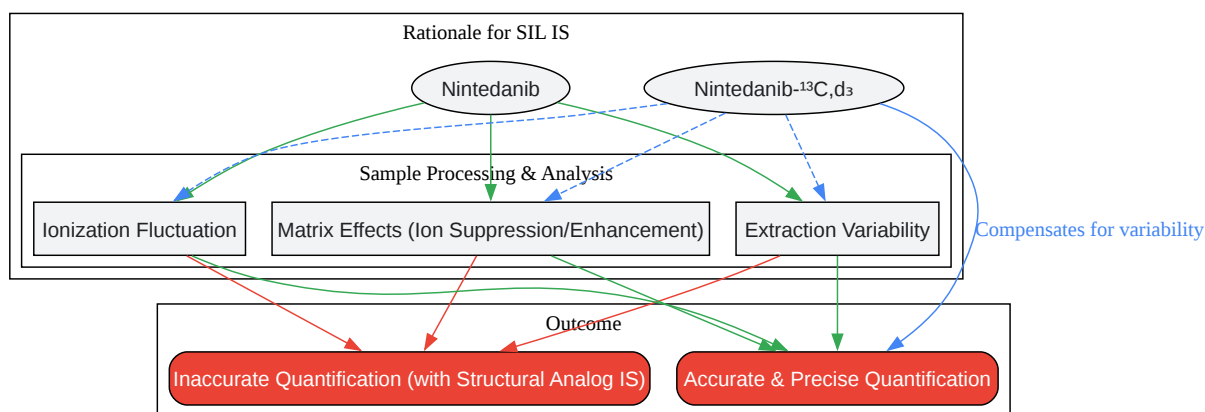 Rationale for SIL IS
Nintedanib
Nintedanib-¹³C,d₃
Sample Processing & Analysis
Ionization Fluctuation
Matrix Effects (Ion Suppression/Enhancement)
Extraction Variability
Compensates for variability
Outcome
Inaccurate Quantification (with Structural Analog IS)
Accurate & Precise Quantification